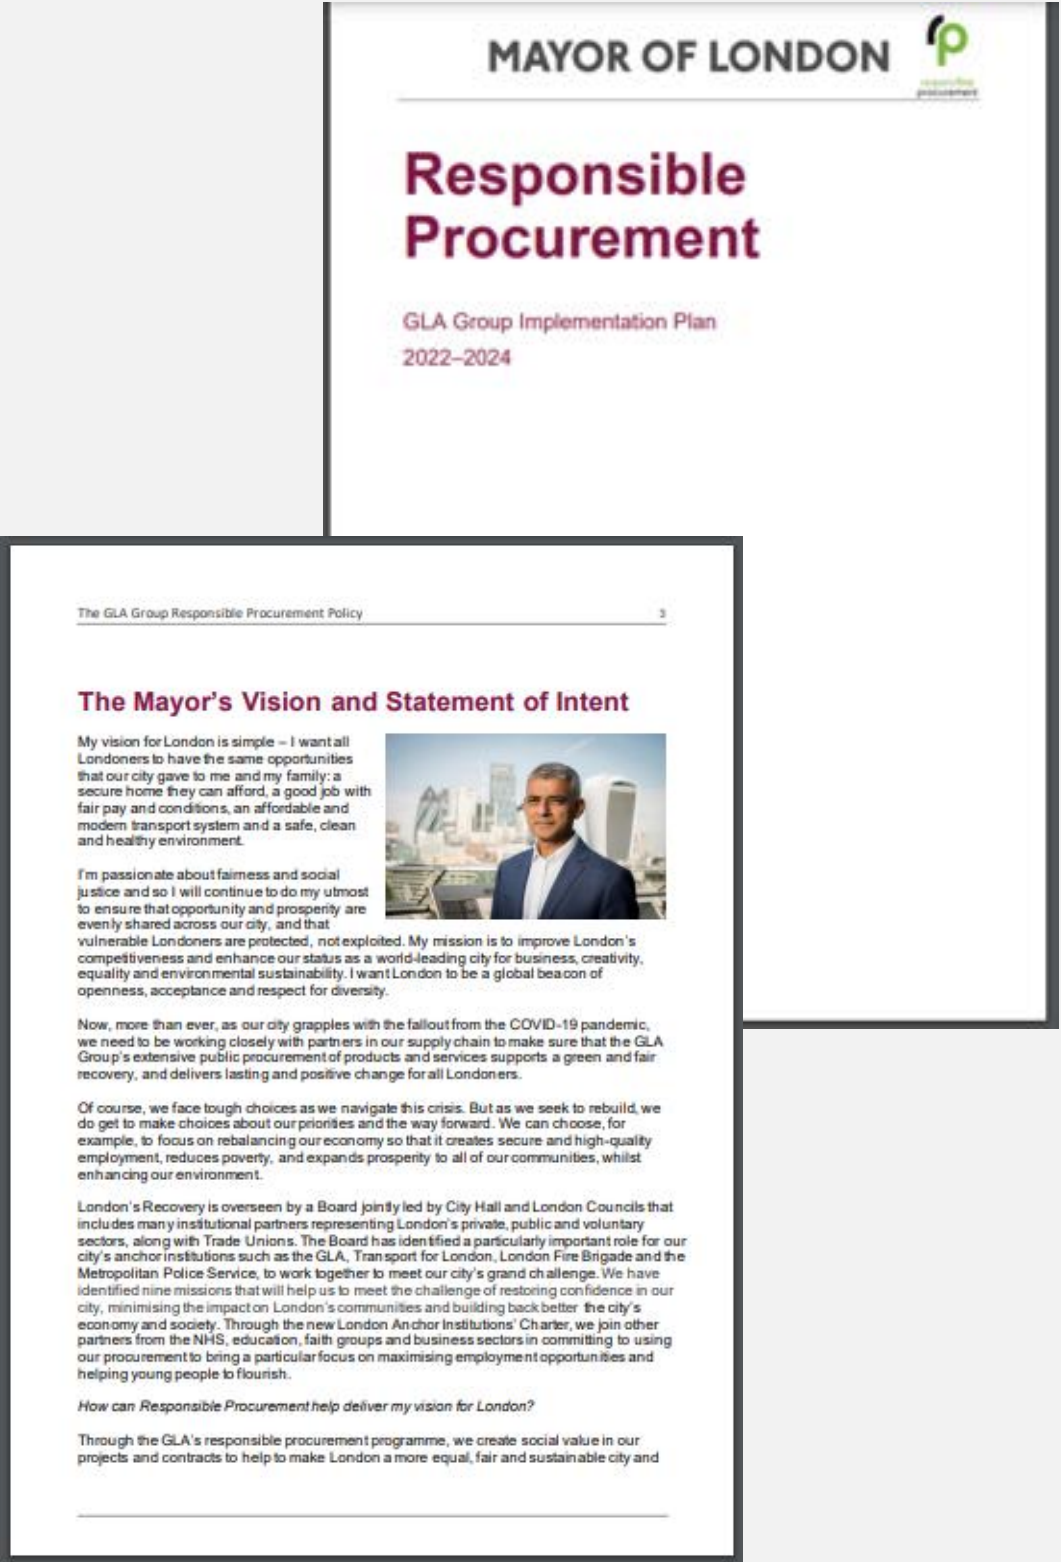 MAYOR OF LONDON
responsible
procurement
Responsible
Procurement
GLA Group Implementation Plan
2022–2024
The GLA Group Responsible Procurement Policy 3
The Mayor's Vision and Statement of Intent
My vision for London is simple – I want all
Londoners to have the same opportunities
that our city gave to me and my family: a
secure home they can afford, a good job with
fair pay and conditions, an affordable and
modern transport system and a safe, clean
and healthy environment.
I'm passionate about fairness and social
justice and so I will continue to do my utmost
to ensure that opportunity and prosperity are
evenly shared across our city, and that
vulnerable Londoners are protected, not exploited. My mission is to improve London's
competitiveness and enhance our status as a world-leading city for business, creativity,
equality and environmental sustainability. I want London to be a global beacon of
openness, acceptance and respect for diversity.
Now, more than ever, as our city grapples with the fallout from the COVID-19 pandemic,
we need to be working closely with partners in our supply chain to make sure that the GLA
Group's extensive public procurement of products and services supports a green and fair
recovery, and delivers lasting and positive change for all Londoners.
Of course, we face tough choices as we navigate this crisis. But as we seek to rebuild, we
do get to make choices about our priorities and the way forward. We can choose, for
example, to focus on rebalancing our economy so that it creates secure and high-quality
employment, reduces poverty, and expands prosperity to all of our communities, whilst
enhancing our environment.
London's Recovery is overseen by a Board jointly led by City Hall and London Councils that
includes many institutional partners representing London's private, public and voluntary
sectors, along with Trade Unions. The Board has identified a particularly important role for our
city's anchor institutions such as the GLA, Transport for London, London Fire Brigade and the
Metropolitan Police Service, to work together to meet our city's grand challenge. We have
identified nine missions that will help us to meet the challenge of restoring confidence in our
city, minimising the impact on London's communities and building back better the city's
economy and society. Through the new London Anchor Institutions' Charter, we join other
partners from the NHS, education, faith groups and business sectors in committing to using
our procurement to bring a particular focus on maximising employment opportunities and
helping young people to flourish.
How can Responsible Procurement help deliver my vision for London?
Through the GLA's responsible procurement programme, we create social value in our
projects and contracts to help to make London a more equal, fair and sustainable city and